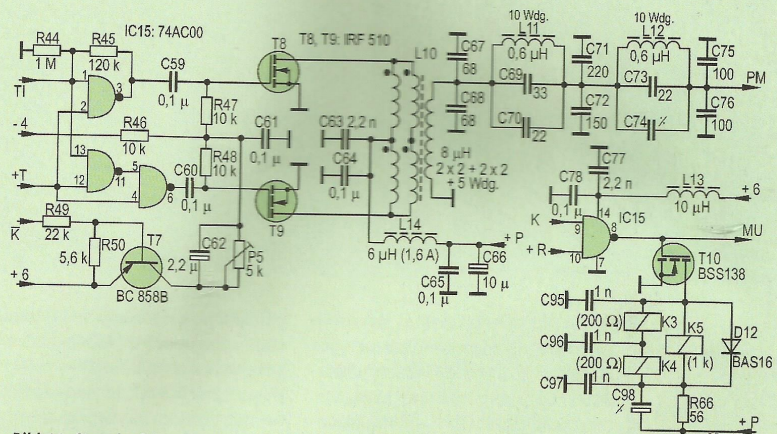 IC15: 74AC00
R44
1 M
R45
120 k
C59
0,1 µ
T8
T8, T9: IRF 510
L10
C67
68
10 Wdg.
L11
0,6 µH
C69
33
C70
22
C71
220
10 Wdg.
L12
0,6 µH
C73
22
C74
C75
100
PM
TI
1
2
3
R47
10 k
- 4
R46
10 k
C61
0,1 µ
C63 2,2 n
C68
68
C72
150
C76
100
R48
10 k
C64
0,1 µ
8 µH
2 x 2 + 2 x 2
+ 5 Wdg.
C77
2,2 n
13
12
11
5
4
6
C60
0,1 µ
+T
T9
C78
0,1 µ
L13
10 µH
+ 6
14
K
9
10
8
7
IC15
+ R
MU
K
R49
22 k
R50
5,6 k
T7
BC 858B
C62
2,2 µ
P5
5 k
L14
6 µH (1,6 A)
+ P
C65
0,1 µ
C66
10 µ
+ 6
T10
BSS138
C95
1 n
(200 Ω)
K3
C96
1 n
(200 Ω)
K4
C97
1 n
K5
(1 k)
D12
BAS16
C98
R66
56
+ P